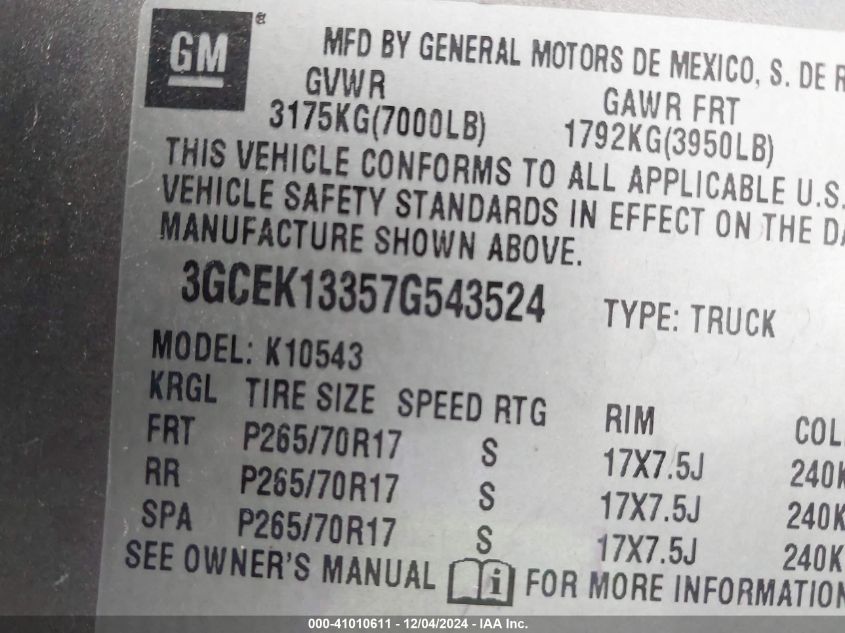 GM®
MFD BY GENERAL MOTORS DE MEXICO, S. DE
GVWR GAWR FRT
3175KG(7000LB) 1792KG(3950LB)
THIS VEHICLE CONFORMS TO ALL APPLICABLE U.S.
VEHICLE SAFETY STANDARDS IN EFFECT ON THE
MANUFACTURE SHOWN ABOVE.
3GCEK13357G543524 TYPE: TRUCK
MODEL: K10543
KRGL TIRE SIZE SPEED RTG RIM COL
FRT P265/70R17 S 17X7.5J 240K
RR P265/70R17 S 17X7.5J 240K
SPA P265/70R17 S 17X7.5J 240K
SEE OWNER'S MANUAL i FOR MORE INFORMATION
000-41010611 - 12/04/2024 - IAA Inc.